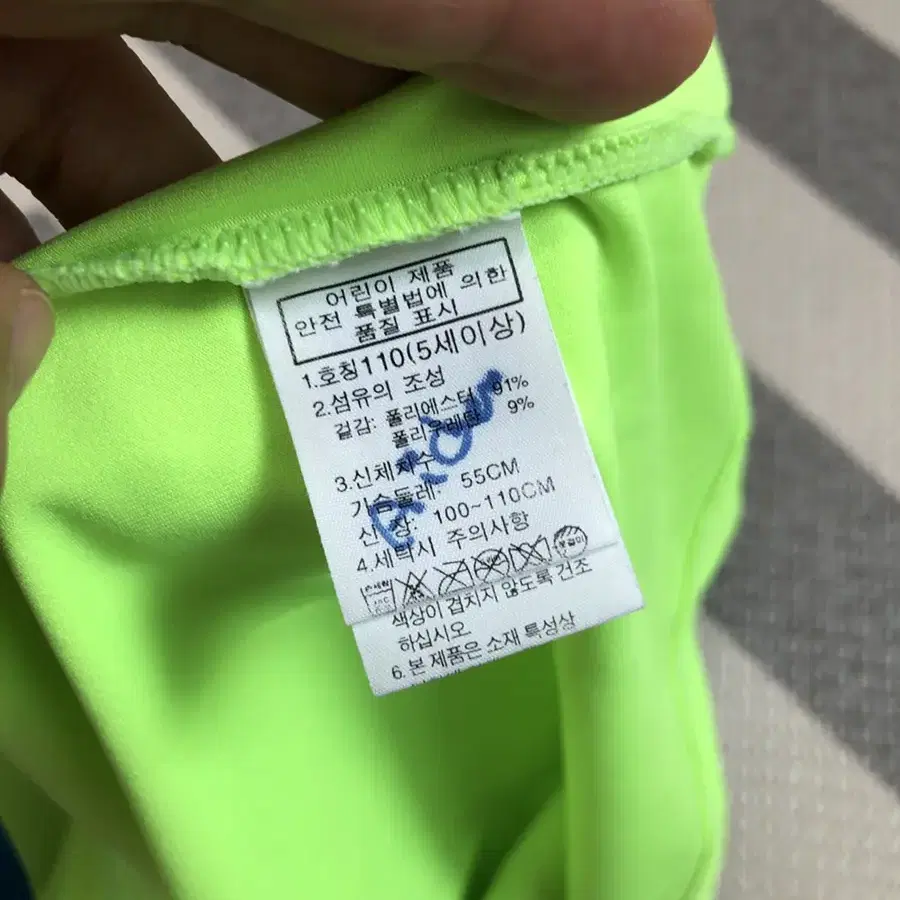 어린이 제품
안전 특별법에 의한
품질 표시
1.호칭110(5세이상)
2.섬유의 조성
겉감: 폴리에스터 91%
폴리우레탄 9%
3.신체치수
가슴둘레: 55CM
신 장: 100~110CM
4.세탁시 주의사항
색상이 겹치지 않도록 건조
하십시오
6.본 제품은 소재 특성상